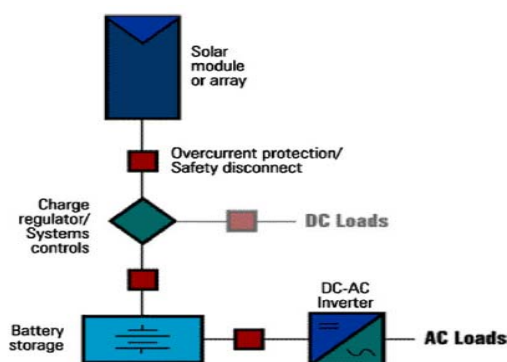 Solar
module
or array
Overcurrent protection/
Safety disconnect
Charge
regulator/
Systems
controls
DC Loads
DC-AC
Inverter
Battery
storage
AC Loads